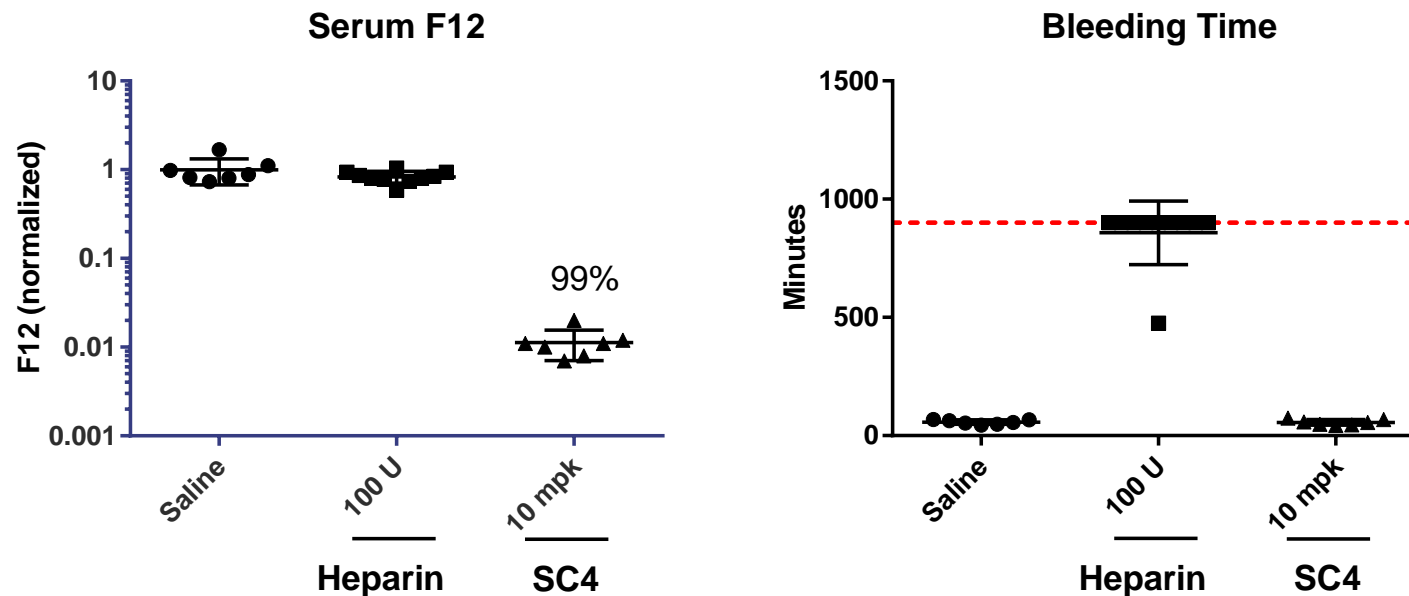 Serum F12
F12 (normalized)
10
1
0.1
0.01
0.001
99%
Saline
100 U
10 mpk
Heparin
SC4
Bleeding Time
Minutes
1500
1000
500
0
Saline
100 U
10 mpk
Heparin
SC4